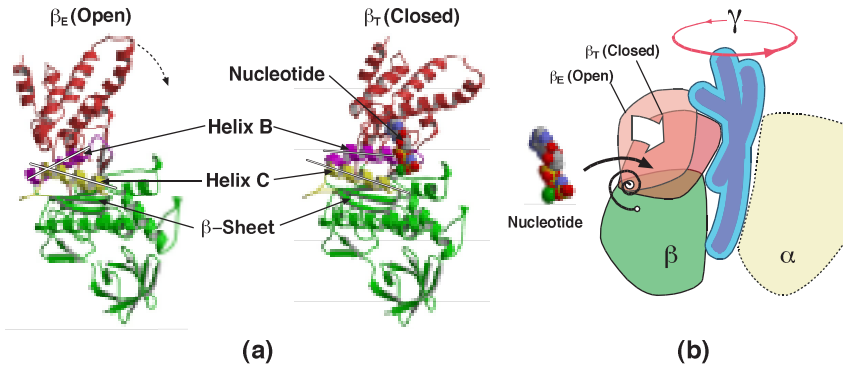 βE (Open)
βT (Closed)
Nucleotide
Helix B
Helix C
β–Sheet
(a)
γ
βT (Closed)
βE (Open)
Nucleotide
β
α
(b)